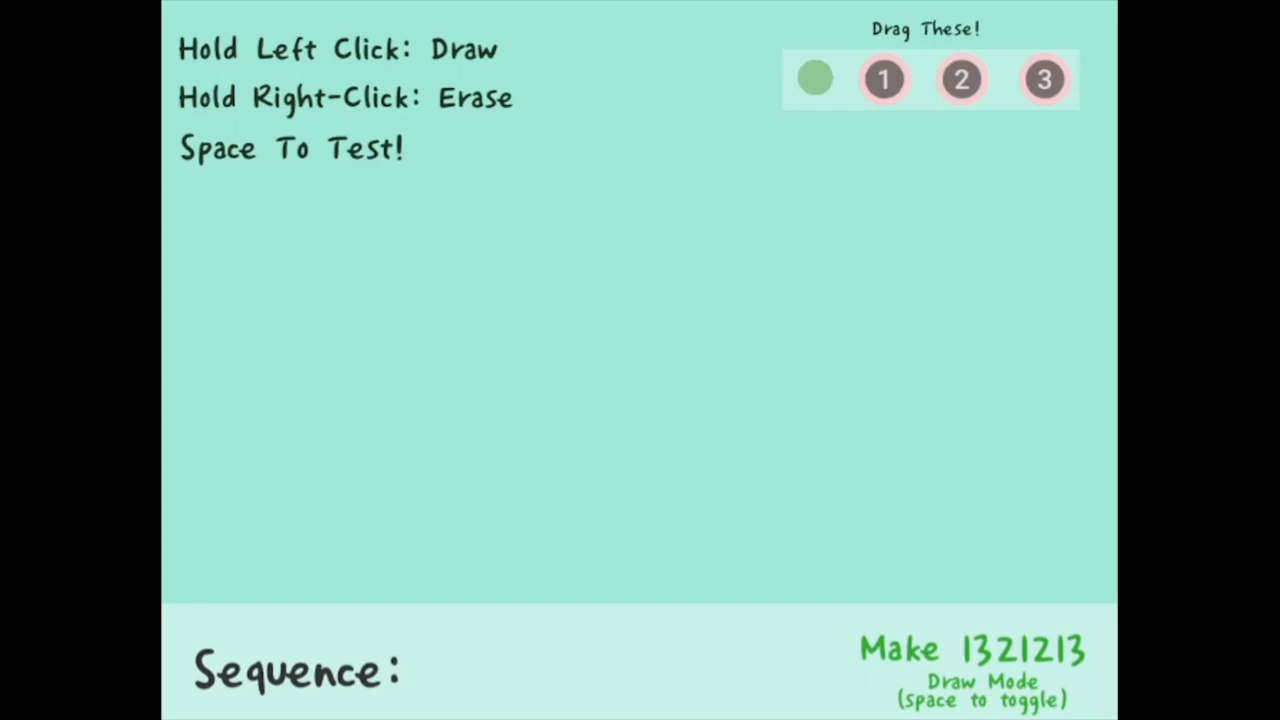 Hold Left Click: Draw
Hold Right-Click: Erase
Space To Test!
Drag These!
1 2 3
Sequence:
Make 1321213
Draw Mode
(space to toggle)